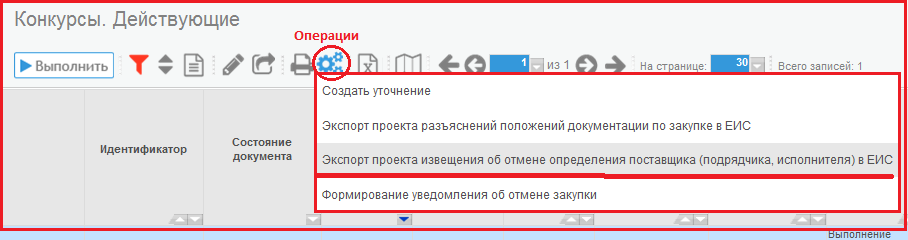 Конкурсы. Действующие
Операции
Выполнить
1 из 1 На странице: 30 Всего записей: 1
Создать уточнение
Экспорт проекта разъяснений положений документации по закупке в ЕИС
Идентификатор
Состояние
документа
Экспорт проекта извещения об отмене определения поставщика (подрядчика, исполнителя) в ЕИС
Формирование уведомления об отмене закупки
Выполнение